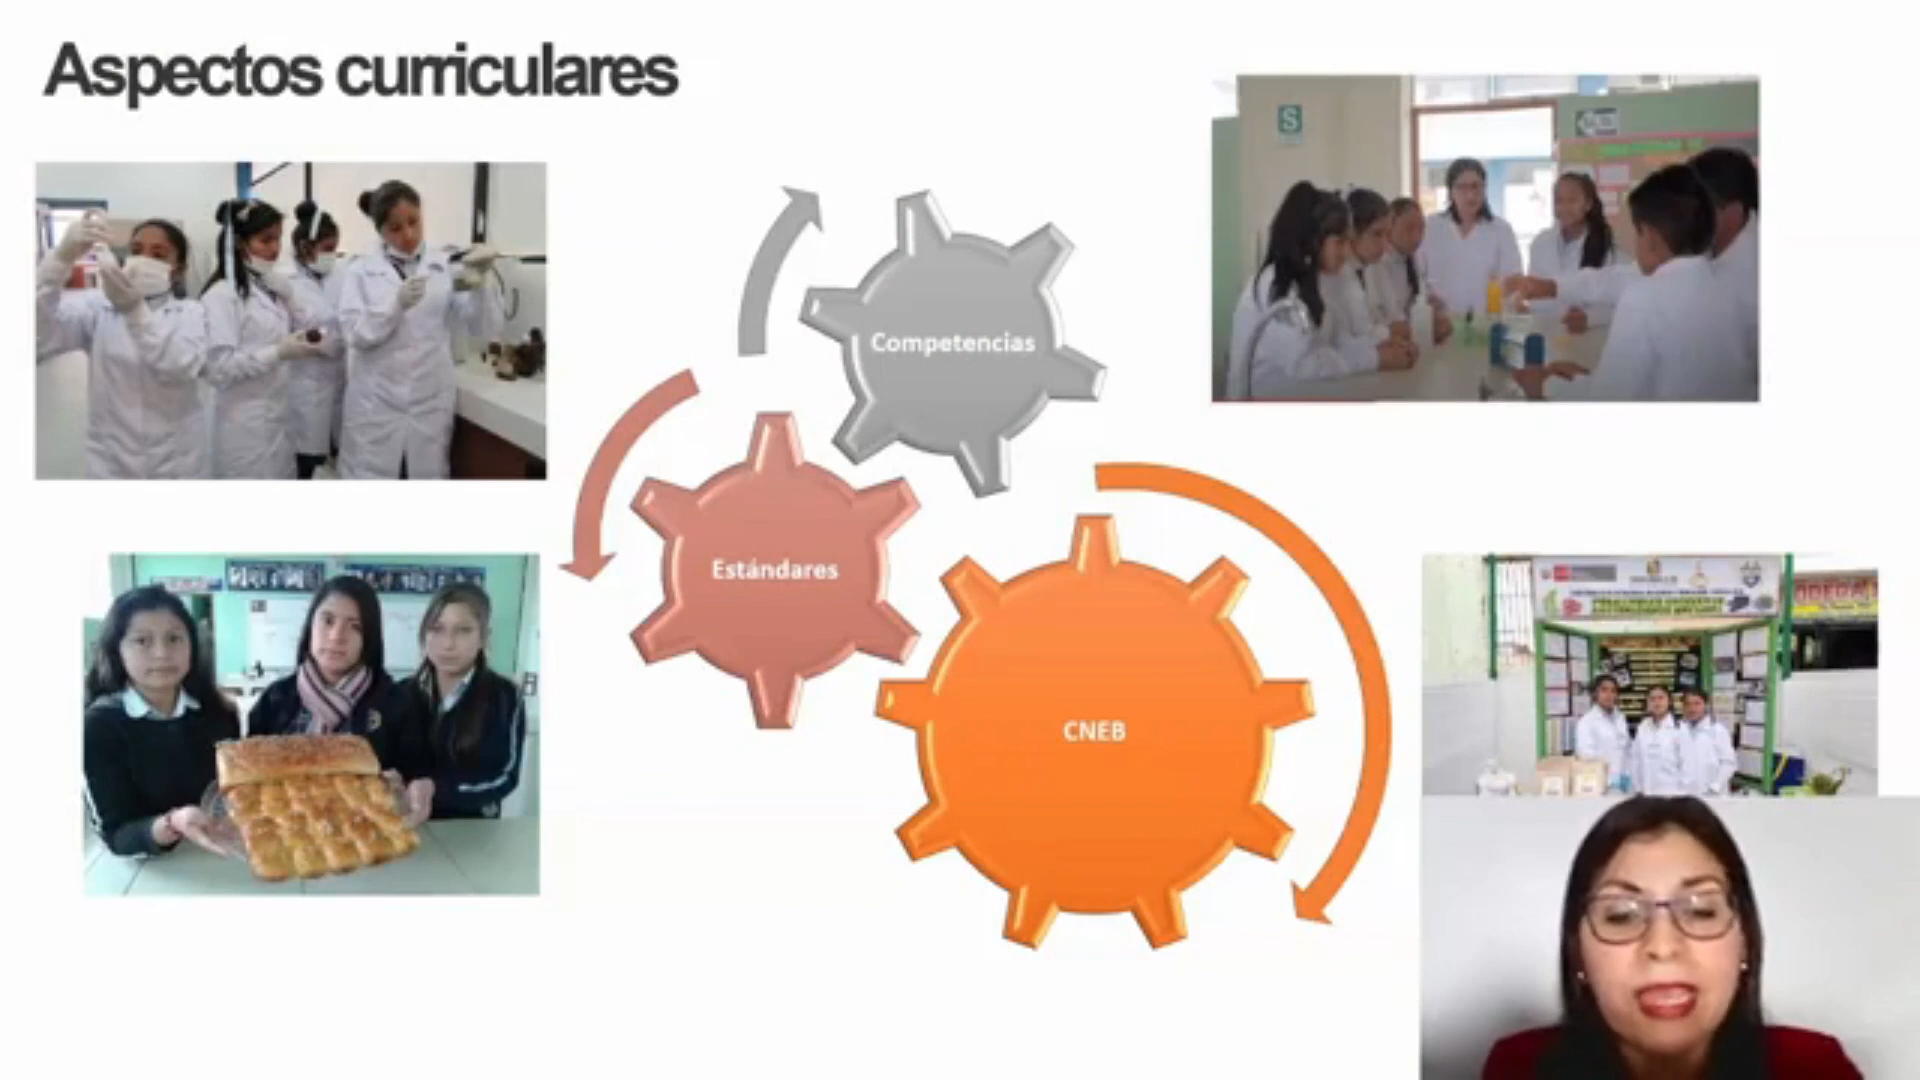 Aspectos curriculares
S
Competencias
Estándares
CNEB